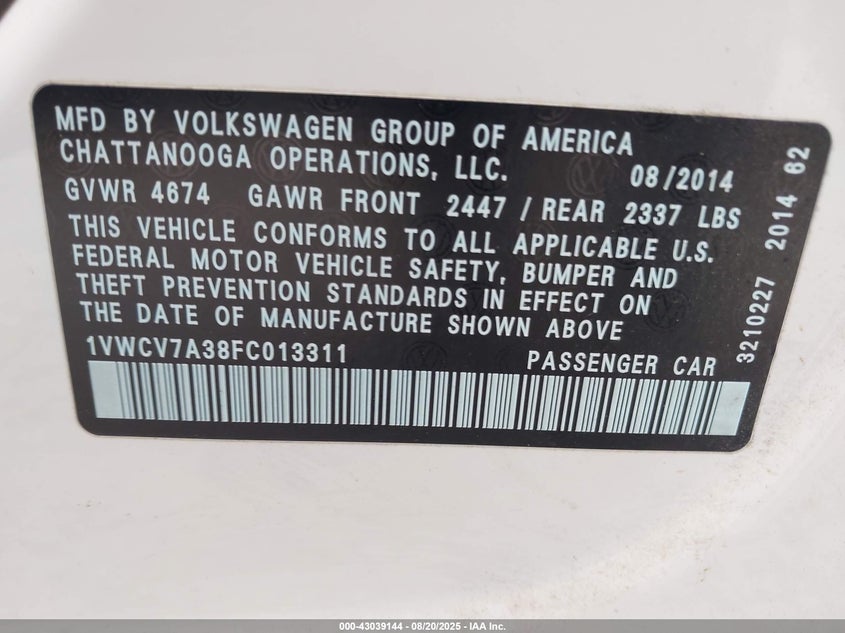 MFD BY VOLKSWAGEN GROUP OF AMERICA
CHATTANOOGA OPERATIONS, LLC. 08/2014
GVWR 4674 GAWR FRONT 2447 / REAR 2337 LBS
THIS VEHICLE CONFORMS TO ALL APPLICABLE U.S.
FEDERAL MOTOR VEHICLE SAFETY, BUMPER AND
THEFT PREVENTION STANDARDS IN EFFECT ON
THE DATE OF MANUFACTURE SHOWN ABOVE
1VWCV7A38FC013311 PASSENGER CAR
3210227 2014 62
000-43039144 | 08/20/2025 - IAA Inc.